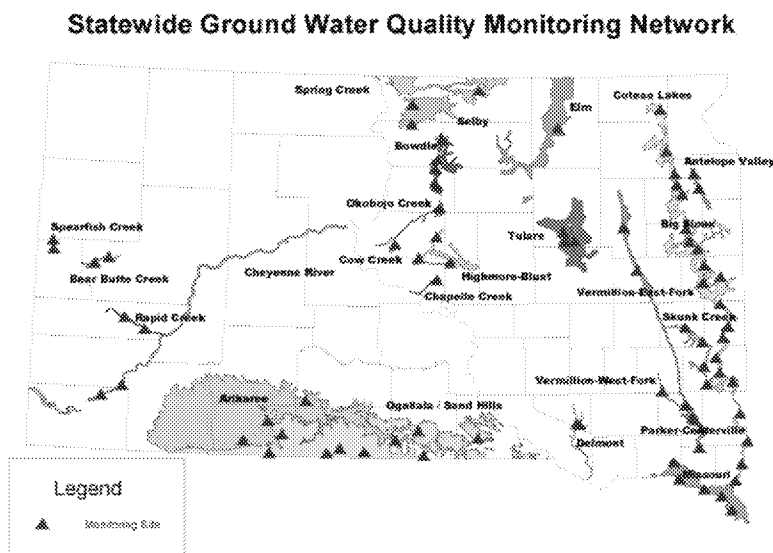 Statewide Ground Water Quality Monitoring Network
Spring Creek
Selby
Elm
Coteau Lakes
Bowdle
Antelope Valley
Okobojo Creek
Spearfish Creek
Tulare
Big Sioux
Bear Butte Creek
Cheyenne River
Cow Creek
Highmore-Blunt
Vermillion-East-Fork
Chapelle Creek
Rapid Creek
Skunk Creek
Vermillion-West-Fork
Arikaree
Ogallala / Sand Hills
Delmont
Parker-Centerville
Missouri
Legend
Monitoring Site